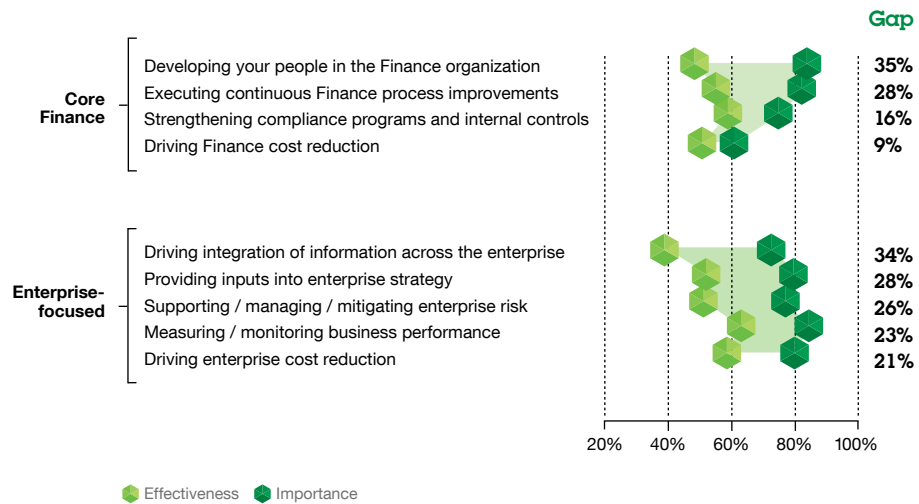 Gap
Developing your people in the Finance organization 35%
Executing continuous Finance process improvements 28%
Core
Finance
Strengthening compliance programs and internal controls 16%
Driving Finance cost reduction 9%
Driving integration of information across the enterprise 34%
Providing inputs into enterprise strategy 28%
Enterprise-
focused
Supporting / managing / mitigating enterprise risk 26%
Measuring / monitoring business performance 23%
Driving enterprise cost reduction 21%
20% 40% 60% 80% 100%
Effectiveness Importance